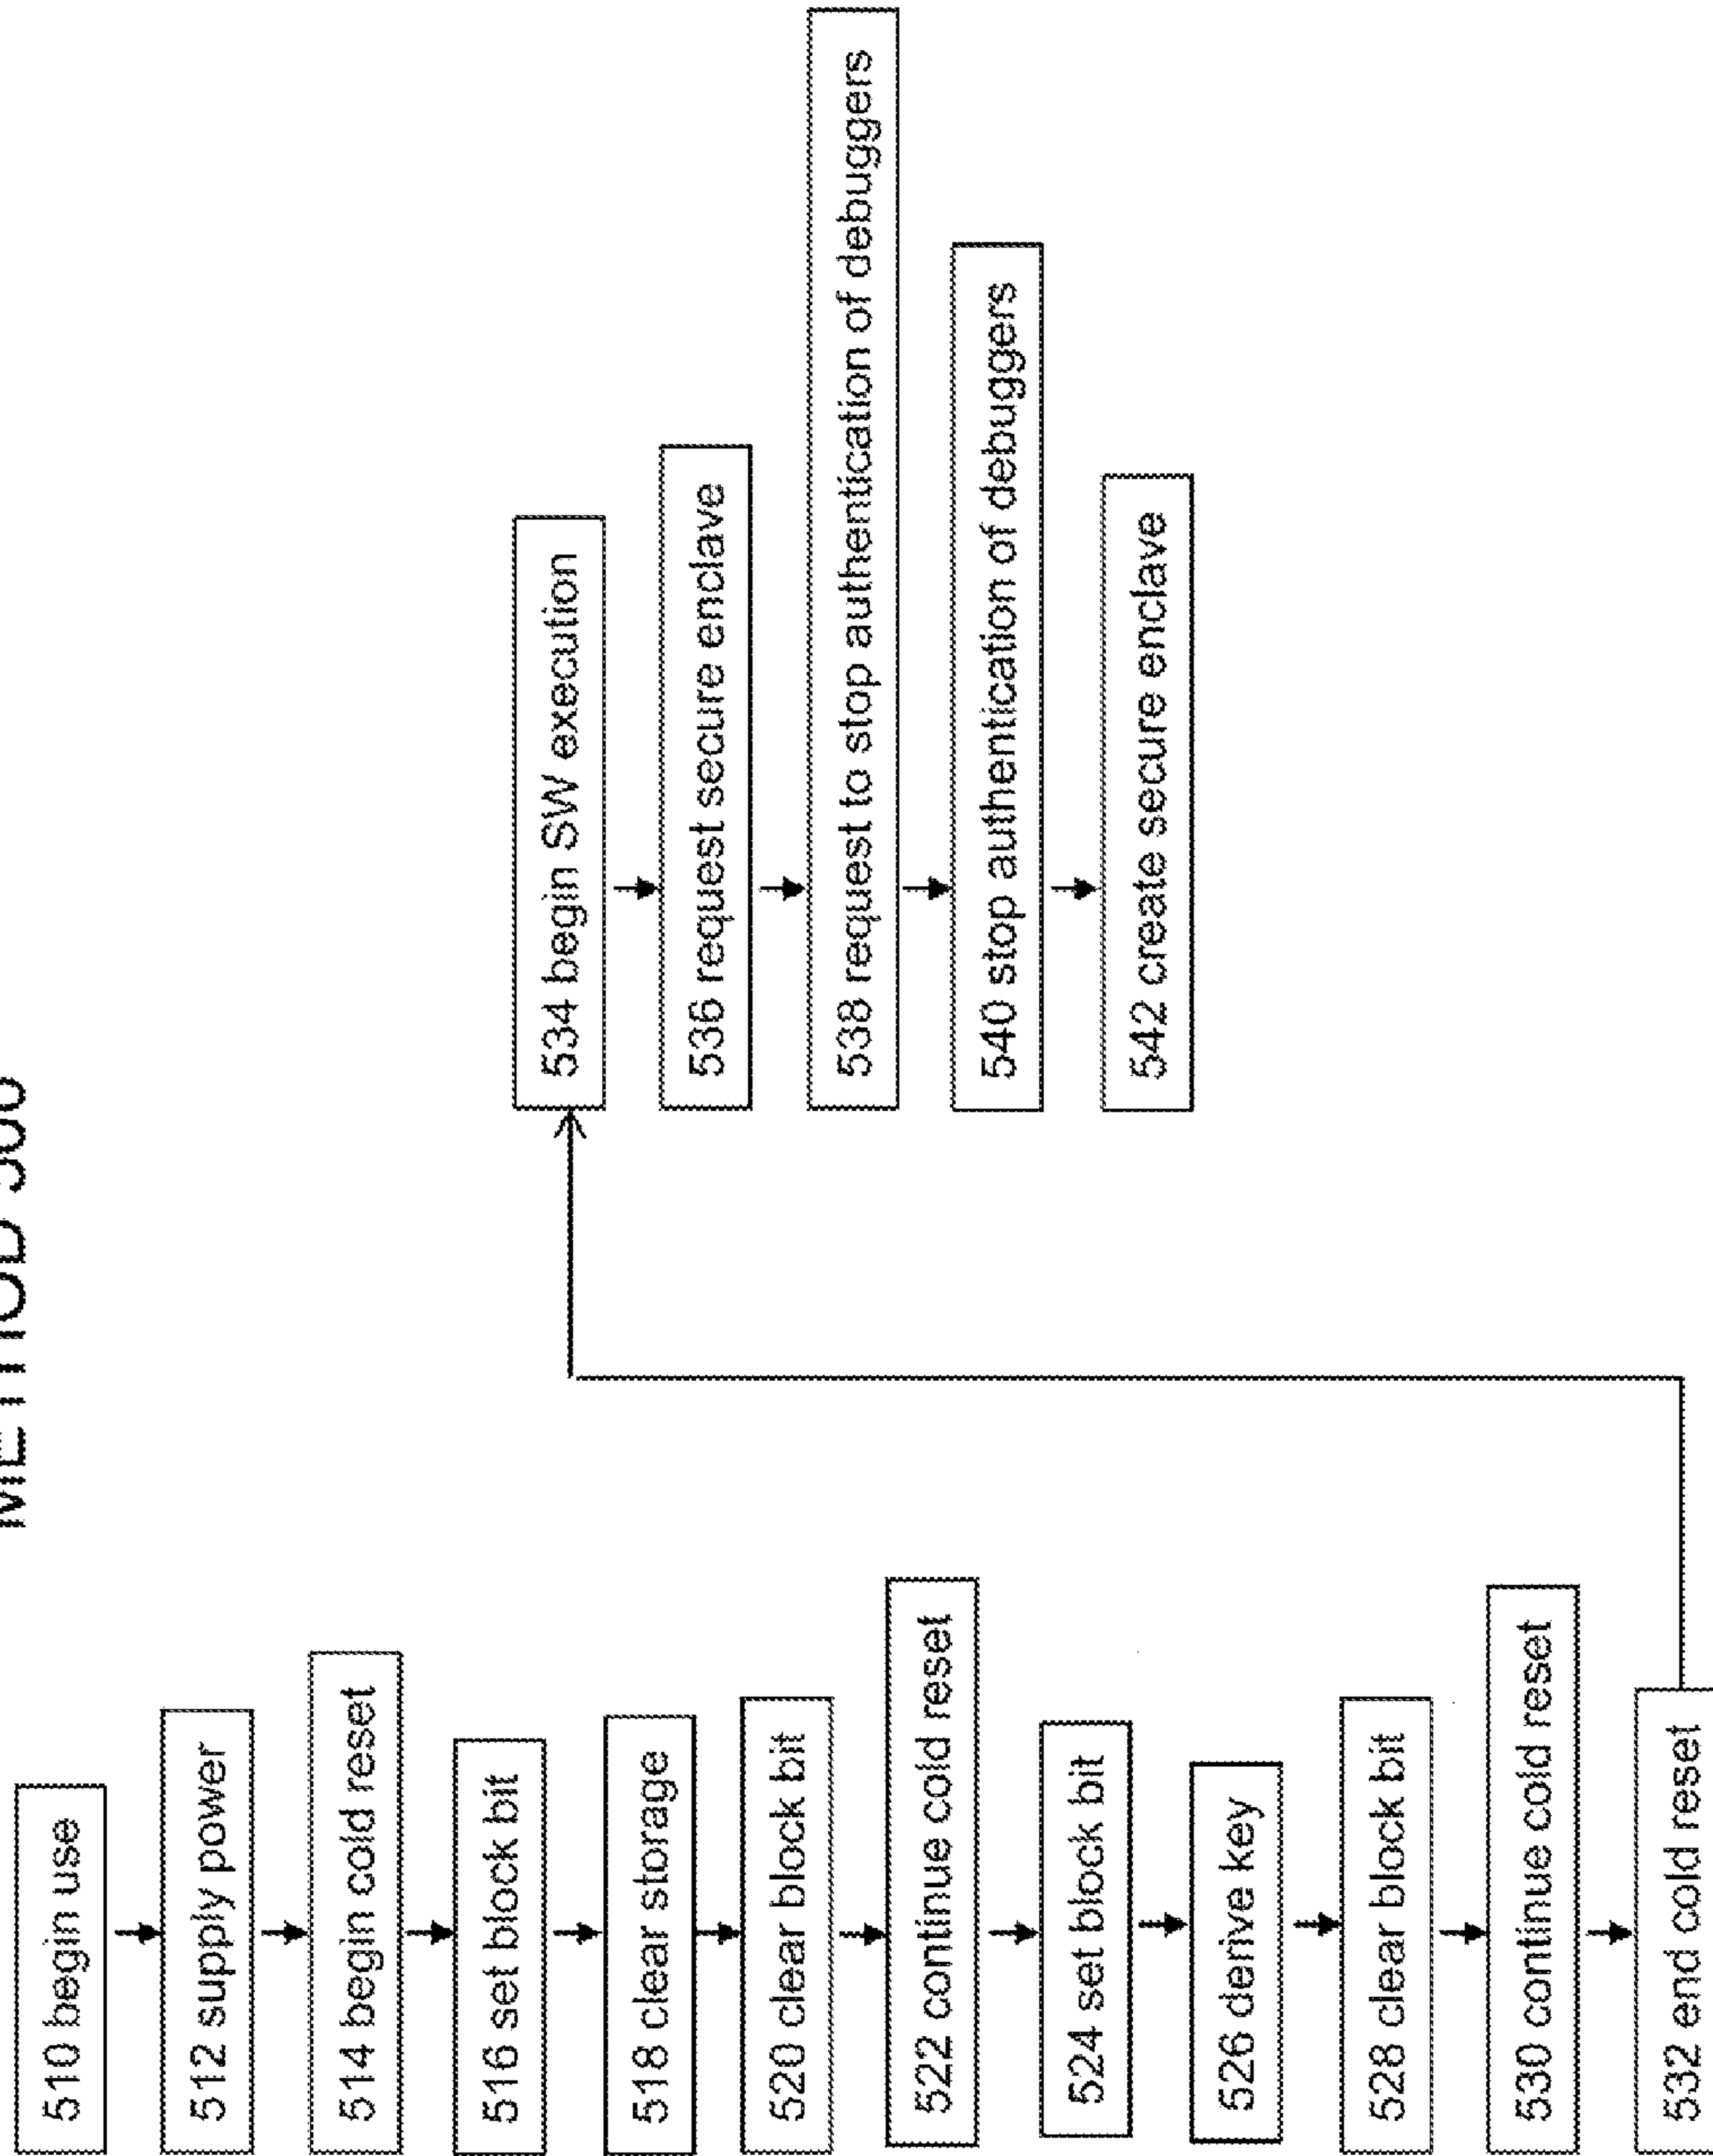 METHOD 500
510 begin use
512 supply power
514 begin cold reset
516 set block bit
518 clear storage
520 clear block bit
522 continue cold reset
524 set block bit
526 derive key
528 clear block bit
530 continue cold reset
532 end cold reset
534 begin SW execution
536 request secure enclave
538 request to stop authentication of debuggers
540 stop authentication of debuggers
542 create secure enclave